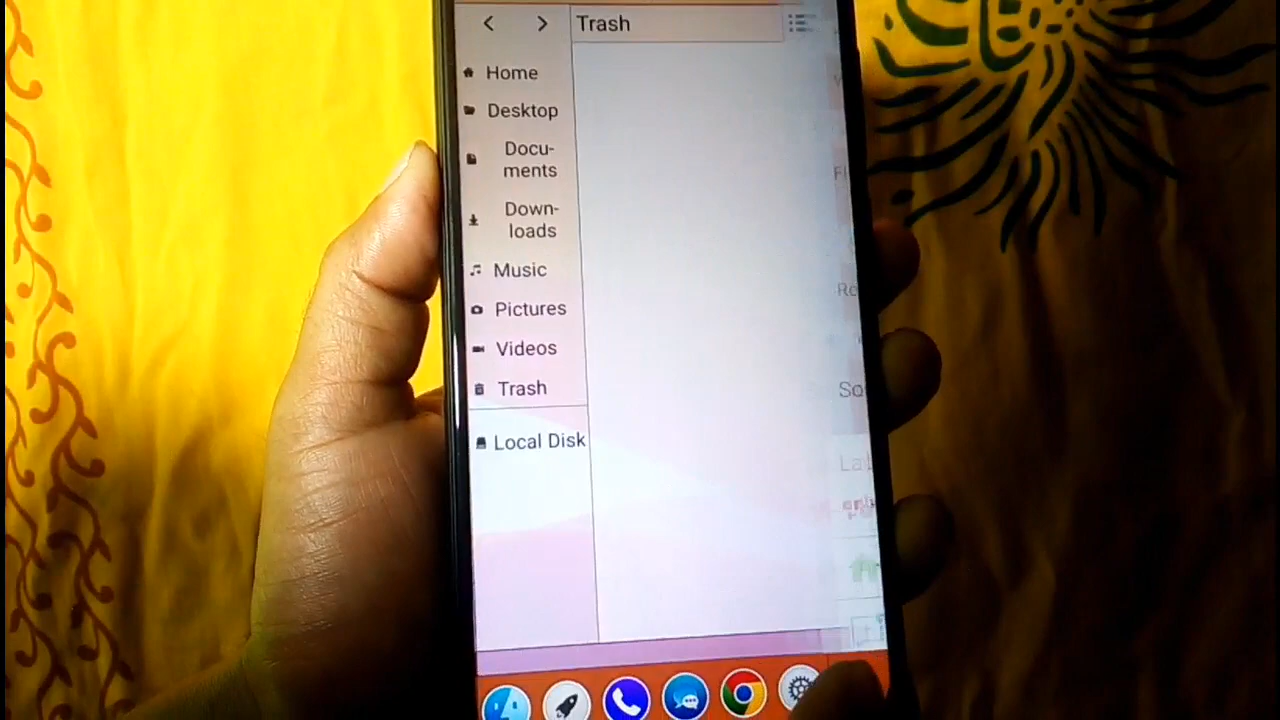 Trash
Home
Desktop
Docu-
ments
Down-
loads
Music
Pictures
Videos
Trash
Local Disk